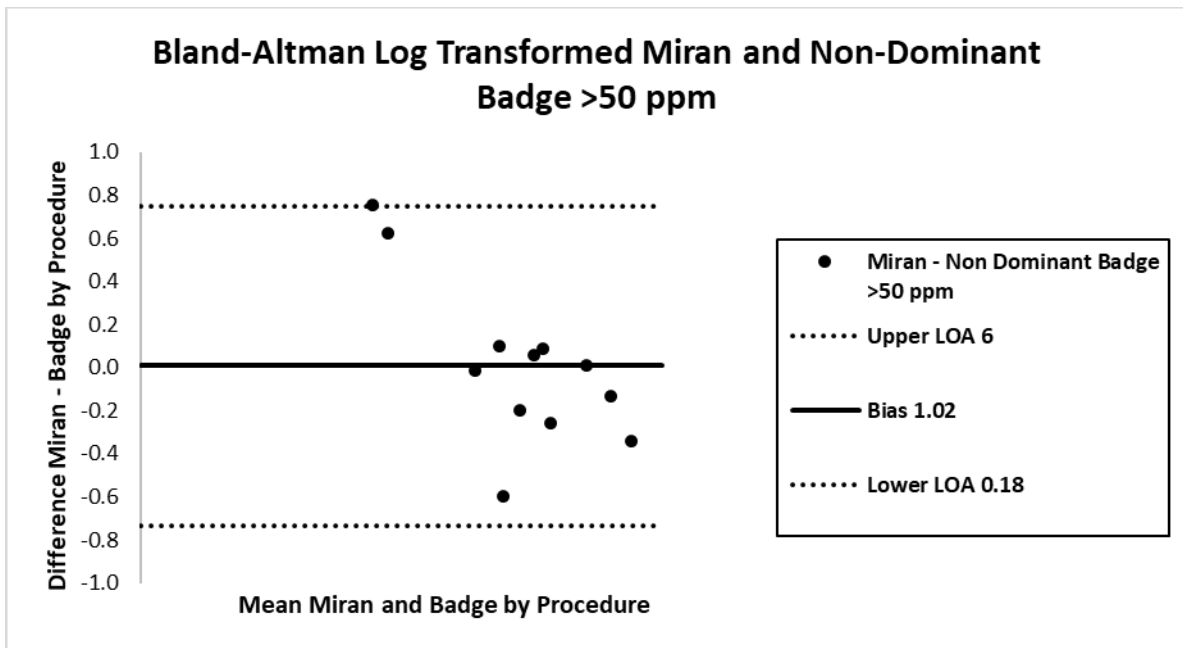 Bland-Altman Log Transformed Miran and Non-Dominant
Badge >50 ppm
Difference Miran - Badge by Procedure
1.0
0.8
0.6
0.4
0.2
0.0
-0.2
-0.4
-0.6
-0.8
-1.0
Mean Miran and Badge by Procedure
Miran - Non Dominant Badge
>50 ppm
Upper LOA 6
Bias 1.02
Lower LOA 0.18